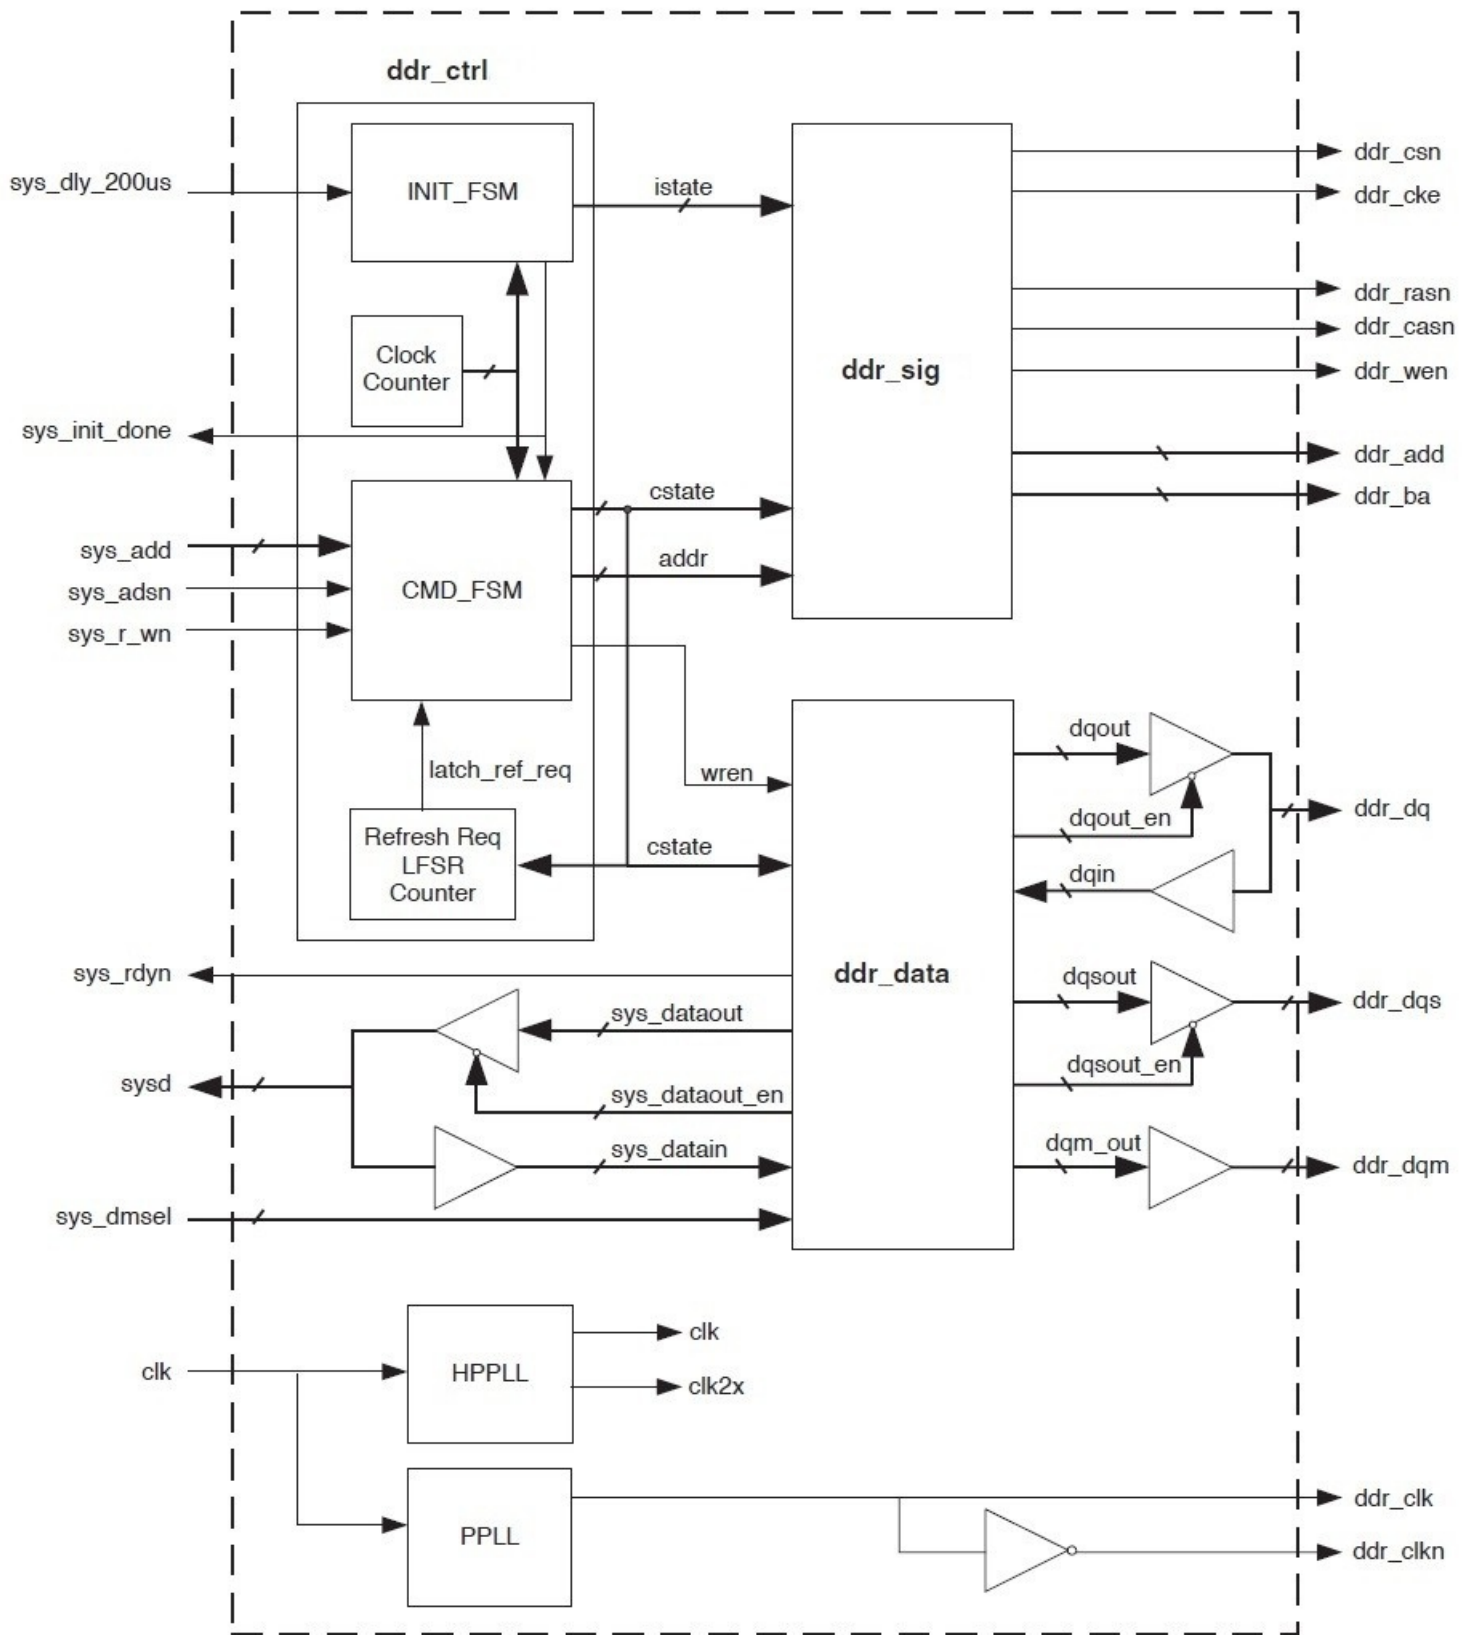 ddr_ctrl
sys_dly_200us
INIT_FSM
istate
ddr_csn
ddr_cke
ddr_rasn
ddr_casn
ddr_wen
Clock
Counter
ddr_sig
sys_init_done
ddr_add
ddr_ba
cstate
sys_add
sys_adsn
sys_r_wn
CMD_FSM
addr
latch_ref_req
wren
dqout
dqout_en
ddr_dq
Refresh Req
LFSR
Counter
cstate
dqin
sys_rdyn
ddr_data
dqsout
ddr_dqs
sys_dataout
dqsout_en
sysd
sys_dataout_en
sys_datain
dqm_out
ddr_dqm
sys_dmsel
clk
HPPLL
clk
clk2x
PPLL
ddr_clk
ddr_clkn